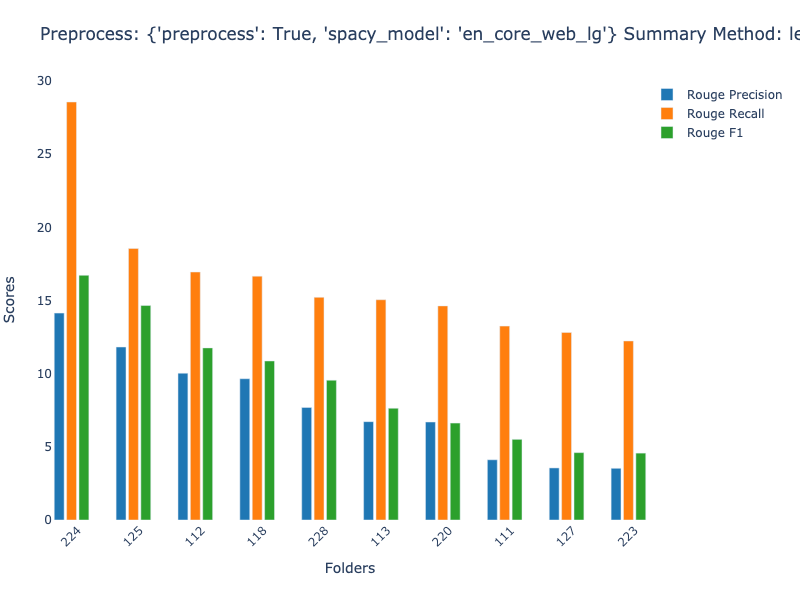 Preprocess: {'preprocess': True, 'spacy_model': 'en_core_web_lg'} Summary Method:
30
25
20
15
10
5
0
Scores
Rouge Precision
Rouge Recall
Rouge F1
224 125 112 118 228 113 220 111 127 223
Folders